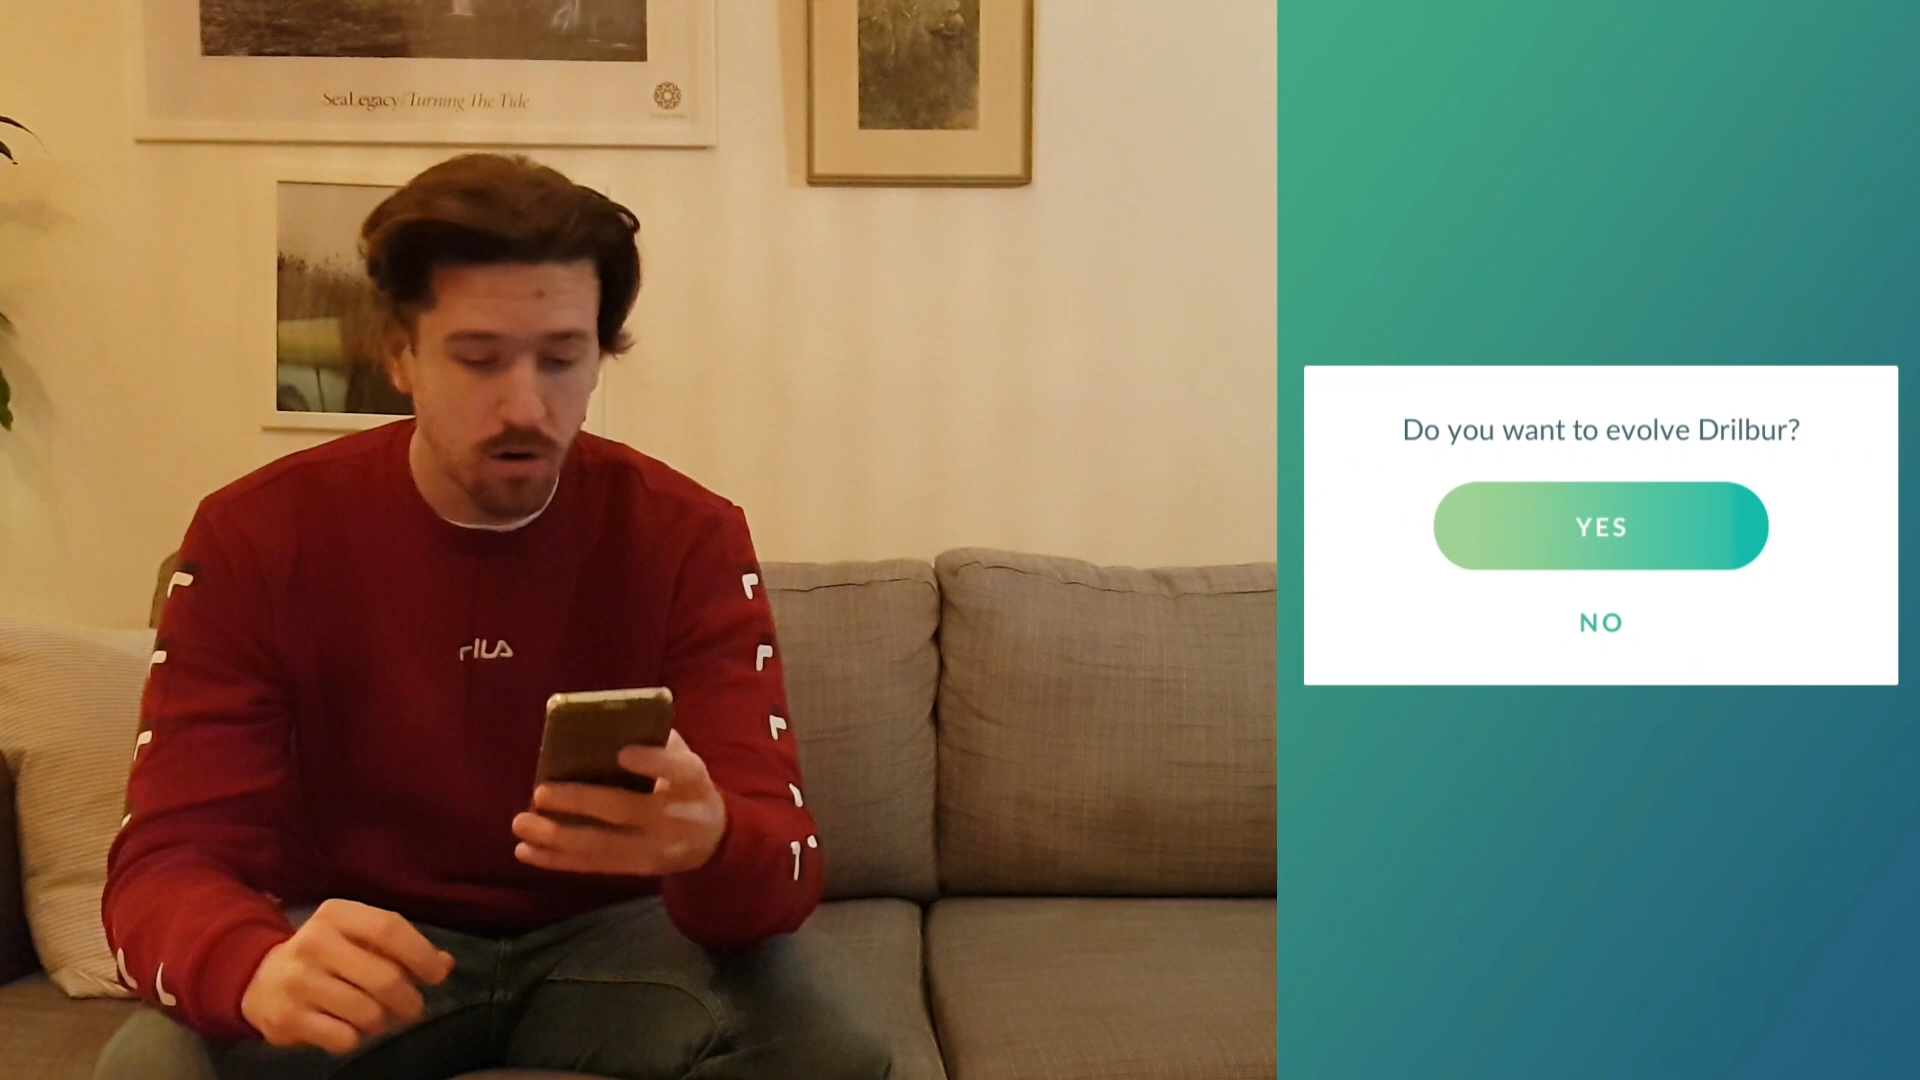 SeaLegacy/Turning The Tide
FILA
Do you want to evolve Drilbur?
YES
NO